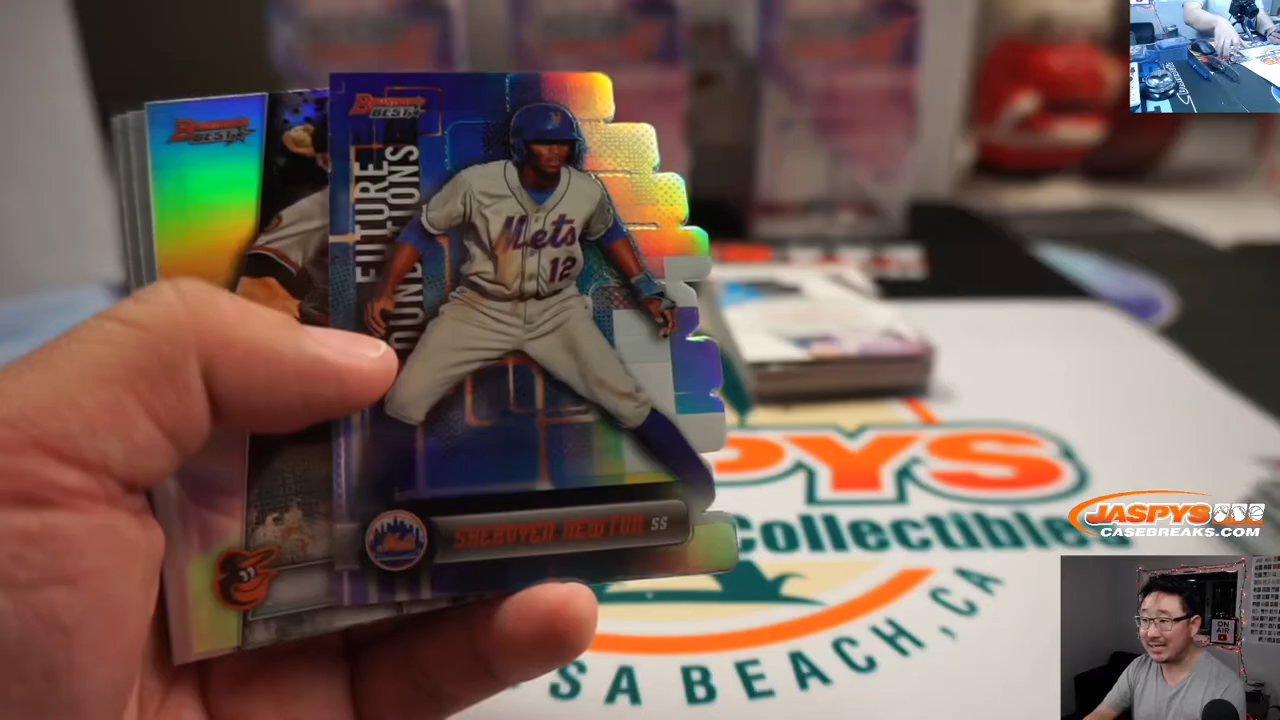 BOWMAN'S BEST
BOWMAN'S BEST
FUTURE
FOUNDATIONS
Mets
12
SHERVYEN NEWTON SS
JASPYS
Collectibles
SA BEACH, CA
JASPYS
CASEBREAKS.COM
ON AIR